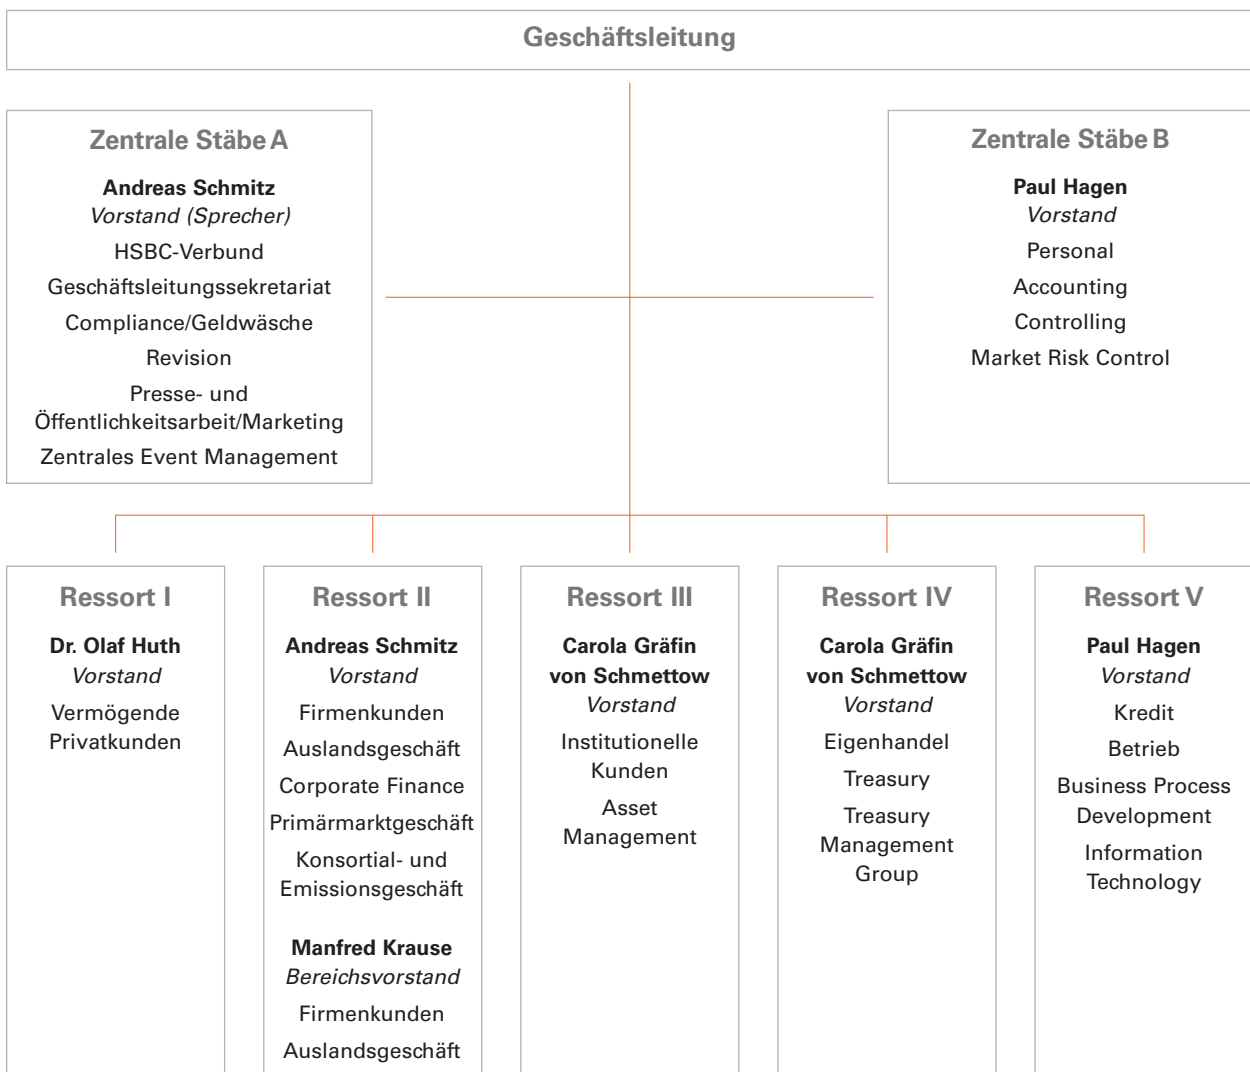 Geschäftsleitung
Zentrale Stäbe A
Andreas Schmitz
Vorstand (Sprecher)
HSBC-Verbund
Geschäftsleitungssekretariat
Compliance/Geldwäsche
Revision
Presse- und
Öffentlichkeitsarbeit/Marketing
Zentrales Event Management
Zentrale Stäbe B
Paul Hagen
Vorstand
Personal
Accounting
Controlling
Market Risk Control
Ressort I
Dr. Olaf Huth
Vorstand
Vermögende
Privatkunden
Ressort II
Andreas Schmitz
Vorstand
Firmenkunden
Auslandsgeschäft
Corporate Finance
Primärmarktgeschäft
Konsortial- und
Emissionsgeschäft
Manfred Krause
Bereichsvorstand
Firmenkunden
Auslandsgeschäft
Ressort III
Carola Gräfin
von Schmettow
Vorstand
Institutionelle
Kunden
Asset
Management
Ressort IV
Carola Gräfin
von Schmettow
Vorstand
Eigenhandel
Treasury
Treasury
Management
Group
Ressort V
Paul Hagen
Vorstand
Kredit
Betrieb
Business Process
Development
Information
Technology